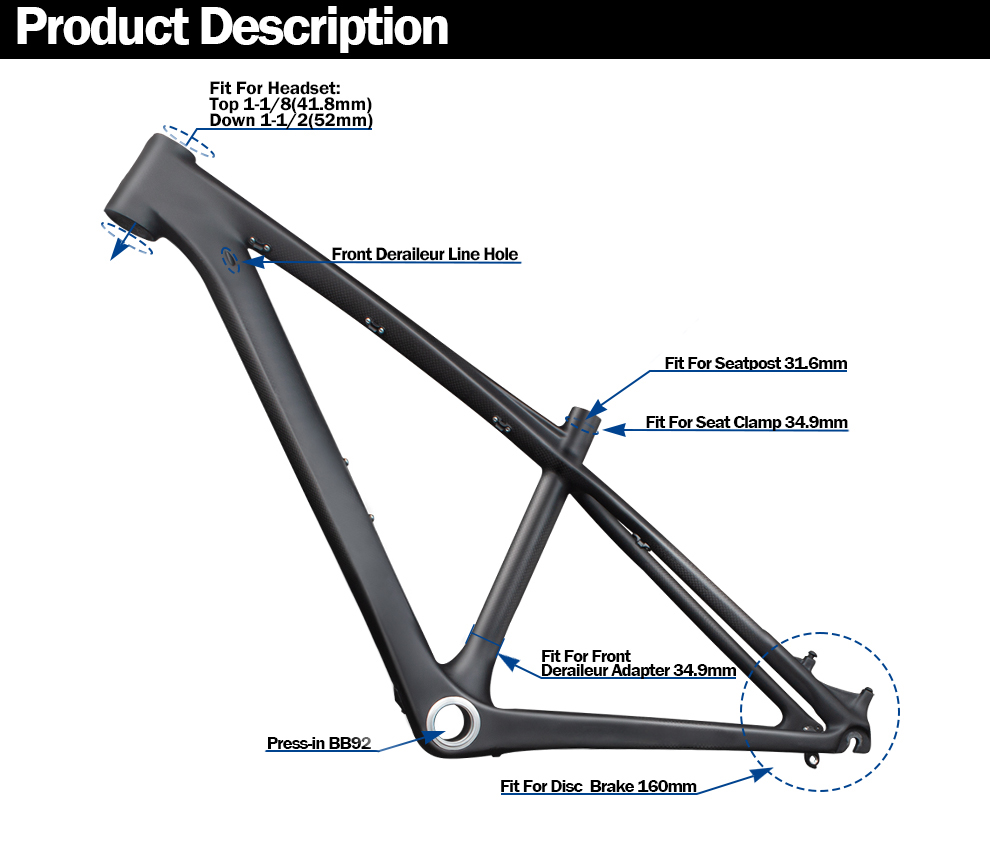 Product Description
Fit For Headset:
Top 1-1/8(41.8mm)
Down 1-1/2(52mm)
Front Deraileur Line Hole
Fit For Seatpost 31.6mm
Fit For Seat Clamp 34.9mm
Fit For Front
Deraileur Adapter 34.9mm
Press-in BB92
Fit For Disc  Brake 160mm